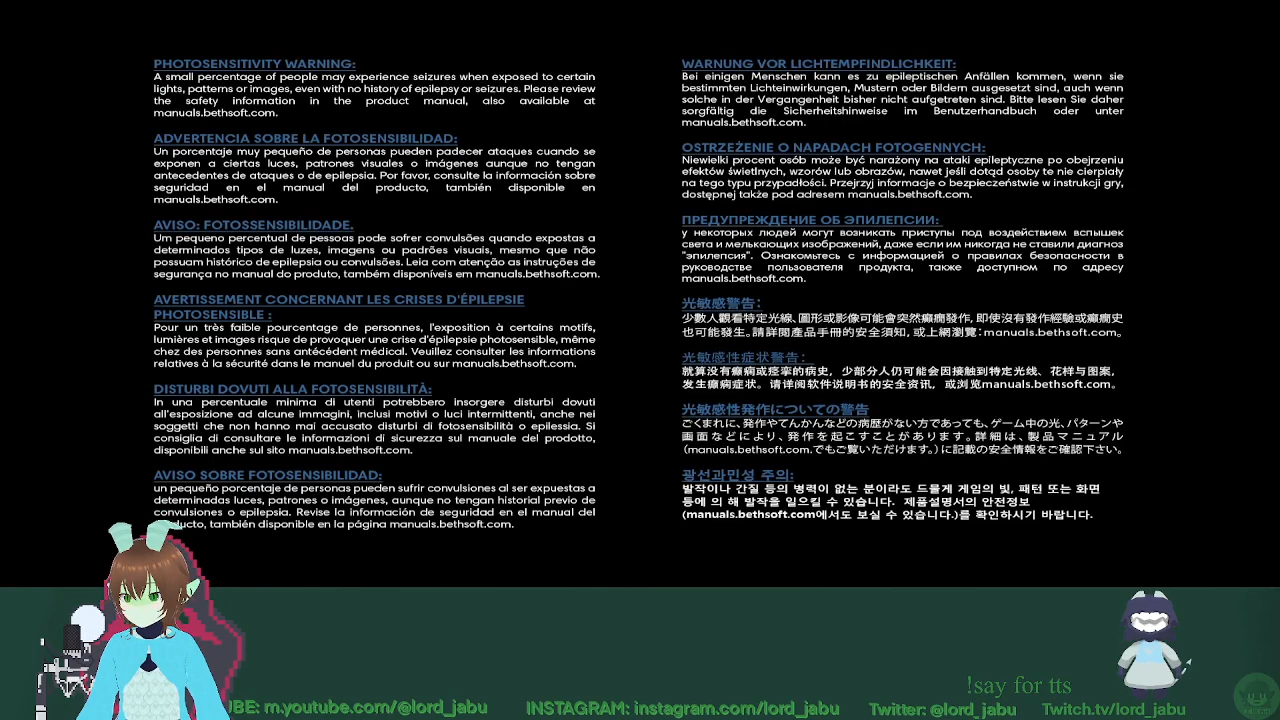 PHOTOSENSITIVITY WARNING:
A small percentage of people may experience seizures when exposed to certain
lights, patterns or images, even with no history of epilepsy or seizures. Please review
the safety information in the product manual, also available at
manuals.bethsoft.com.
ADVERTENCIA SOBRE LA FOTOSENSIBILIDAD:
Un porcentaje muy pequeño de personas pueden padecer ataques cuando se
exponen a ciertas luces, patrones visuales o imágenes aunque no tengan
antecedentes de ataques o de epilepsia. Por favor, consulte la información sobre
seguridad en el manual del producto, también disponible en
manuals.bethsoft.com.
AVISO: FOTOSSENSIBILIDADE.
Um pequeno percentual de pessoas pode sofrer convulsões quando expostas a
determinados tipos de luzes, imagens ou padrões visuais, mesmo que não
possuam histórico de epilepsia ou convulsões. Leia com atenção as instruções de
segurança no manual do produto, também disponíveis em manuals.bethsoft.com.
AVERTISSEMENT CONCERNANT LES CRISES D'ÉPILEPSIE
PHOTOSENSIBLE :
Pour un très faible pourcentage de personnes, l'exposition à certains motifs,
lumières et images risque de provoquer une crise d'épilepsie photosensible, même
chez des personnes sans antécédent médical. Veuillez consulter les informations
relatives à la sécurité dans le manuel du produit ou sur manuals.bethsoft.com.
DISTURBI DOVUTI ALLA FOTOSENSIBILITÀ:
In una percentuale minima di utenti potrebbero insorgere disturbi dovuti
all'esposizione ad alcune immagini, inclusi motivi o luci intermittenti, anche nei
soggetti che non hanno mai accusato disturbi di fotosensibilità o epilessia. Si
consiglia di consultare le informazioni di sicurezza sul manuale del prodotto,
disponibili anche sul sito manuals.bethsoft.com.
AVISO SOBRE FOTOSENSIBILIDAD:
un pequeño porcentaje de personas pueden sufrir convulsiones al ser expuestas a
determinadas luces, patrones o imágenes, aunque no tengan historial previo de
convulsiones o epilepsia. Revise la información de seguridad en el manual del
ducto, también disponible en la página manuals.bethsoft.com.
WARNUNG VOR LICHTEMPFINDLICHKEIT:
Bei einigen Menschen kann es zu epileptischen Anfällen kommen, wenn sie
bestimmten Lichteinwirkungen, Mustern oder Bildern ausgesetzt sind, auch wenn
solche in der Vergangenheit bisher nicht aufgetreten sind. Bitte lesen Sie daher
sorgfältig die Sicherheitshinweise im Benutzerhandbuch oder unter
manuals.bethsoft.com.
OSTRZEŻENIE O NAPADACH FOTOGENNYCH:
Niewielki procent osób może być narażony na ataki epileptyczne po obejrzeniu
efektów świetlnych, wzorów lub obrazów, nawet jeśli dotąd osoby te nie cierpiały
na tego typu przypadłości. Przejrzyj informacje o bezpieczeństwie w instrukcji gry,
dostępnej także pod adresem manuals.bethsoft.com.
ПРЕДУПРЕЖДЕНИЕ ОБ ЭПИЛЕПСИИ:
у некоторых людей могут возникать приступы под воздействием вспышек
света и мелькающих изображений, даже если им никогда не ставили диагноз
"эпилепсия". Ознакомьтесь с информацией о правилах безопасности в
руководстве пользователя продукта, также доступном по адресу
manuals.bethsoft.com.
光敏感警告:
少數人觀看特定光線、圖形或影像可能會突然癲癇發作, 即使沒有發作經驗或癲癇史
也可能發生。請詳閱產品手冊的安全須知, 或上網瀏覽：manuals.bethsoft.com。
光敏感性症状警告：
就算没有癫痫或痉挛的病史，少部分人仍可能会因接触到特定光线、花样与图案,
发生癫痫症状。请详阅软件说明书的安全资讯，或浏览manuals.bethsoft.com。
光敏感性発作についての警告
ごくまれに、発作やてんかんなどの病歴がない方であっても、ゲーム中の光、パターンや
画面などにより、発作を起こすことがあります。詳細は、製品マニュアル
(manuals.bethsoft.com.でもご覧いただけます。)に記載の安全情報をご確認下さい。
광선과민성 주의:
발작이나 간질 등의 병력이 없는 분이라도 드물게 게임의 빛, 패턴 또는 화면
등에 의 해 발작을 일으킬 수 있습니다. 제품설명서의 안전정보
(manuals.bethsoft.com에서도 보실 수 있습니다.)를 확인하시기 바랍니다.
!say for tts
UBE: m.youtube.com/@lord_jabu INSTAGRAM: instagram.com/lord_jabu Twitter: @lord_jabu Twitch.tv/lord_jabu